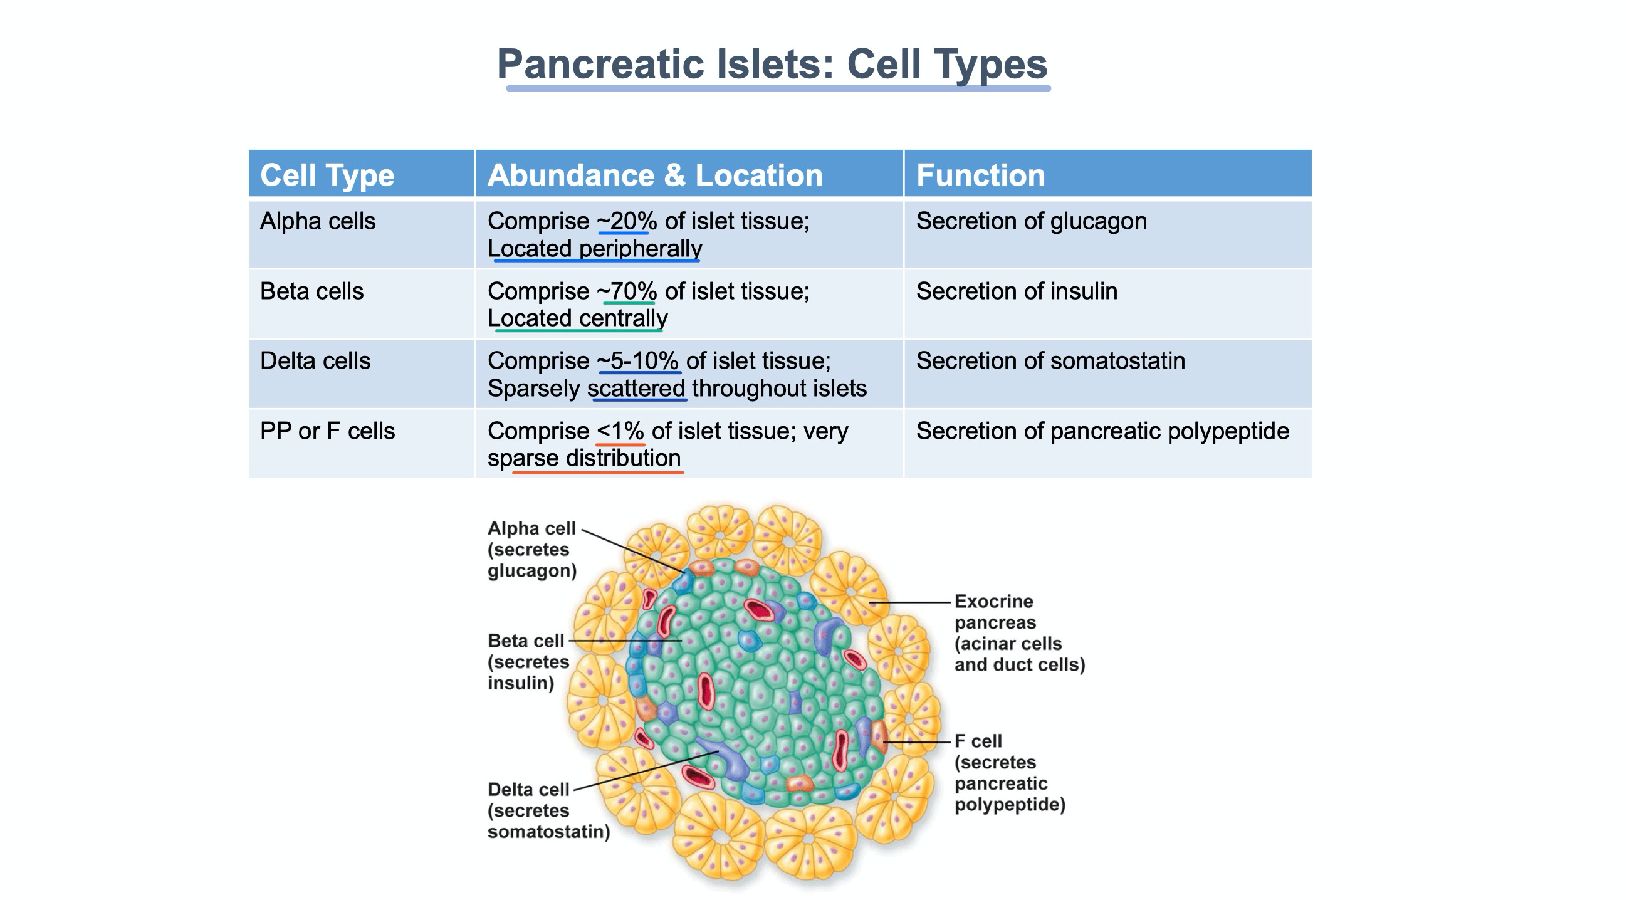 Pancreatic Islets: Cell Types
Cell Type
Abundance & Location
Function
Alpha cells
Comprise ~20% of islet tissue;
Located peripherally
Secretion of glucagon
Beta cells
Comprise ~70% of islet tissue;
Located centrally
Secretion of insulin
Delta cells
Comprise ~5-10% of islet tissue;
Sparsely scattered throughout islets
Secretion of somatostatin
PP or F cells
Comprise <1% of islet tissue; very
sparse distribution
Secretion of pancreatic polypeptide
Alpha cell
(secretes
glucagon)
Beta cell
(secretes
insulin)
Delta cell
(secretes
somatostatin)
Exocrine
pancreas
(acinar cells
and duct cells)
F cell
(secretes
pancreatic
polypeptide)